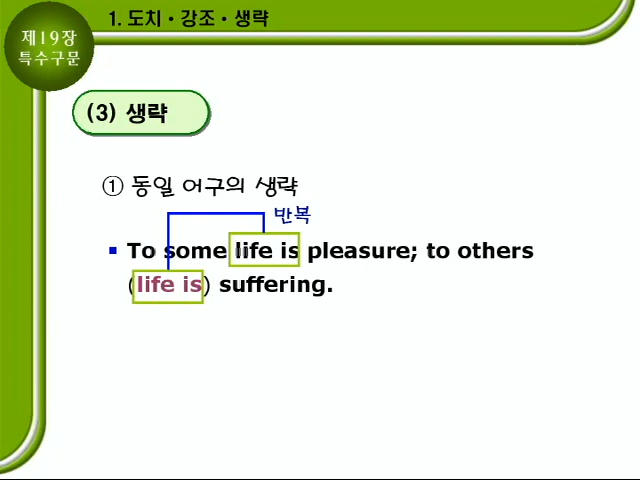 제19장
특수구문
1. 도치 • 강조 • 생략
(3) 생략
① 동일 어구의 생략
반복
▪ To some life is pleasure; to others
(life is) suffering.